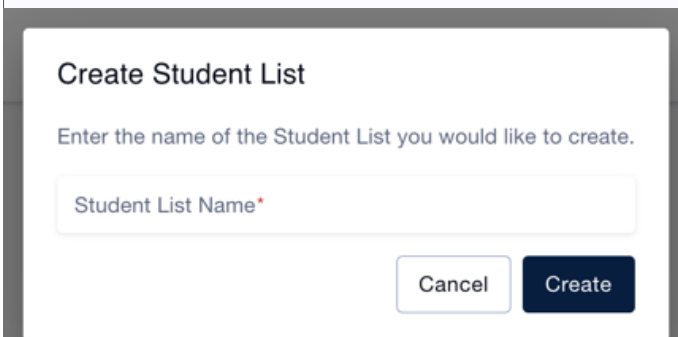 Create Student List
Enter the name of the Student List you would like to create.
Student List Name*
Cancel
Create